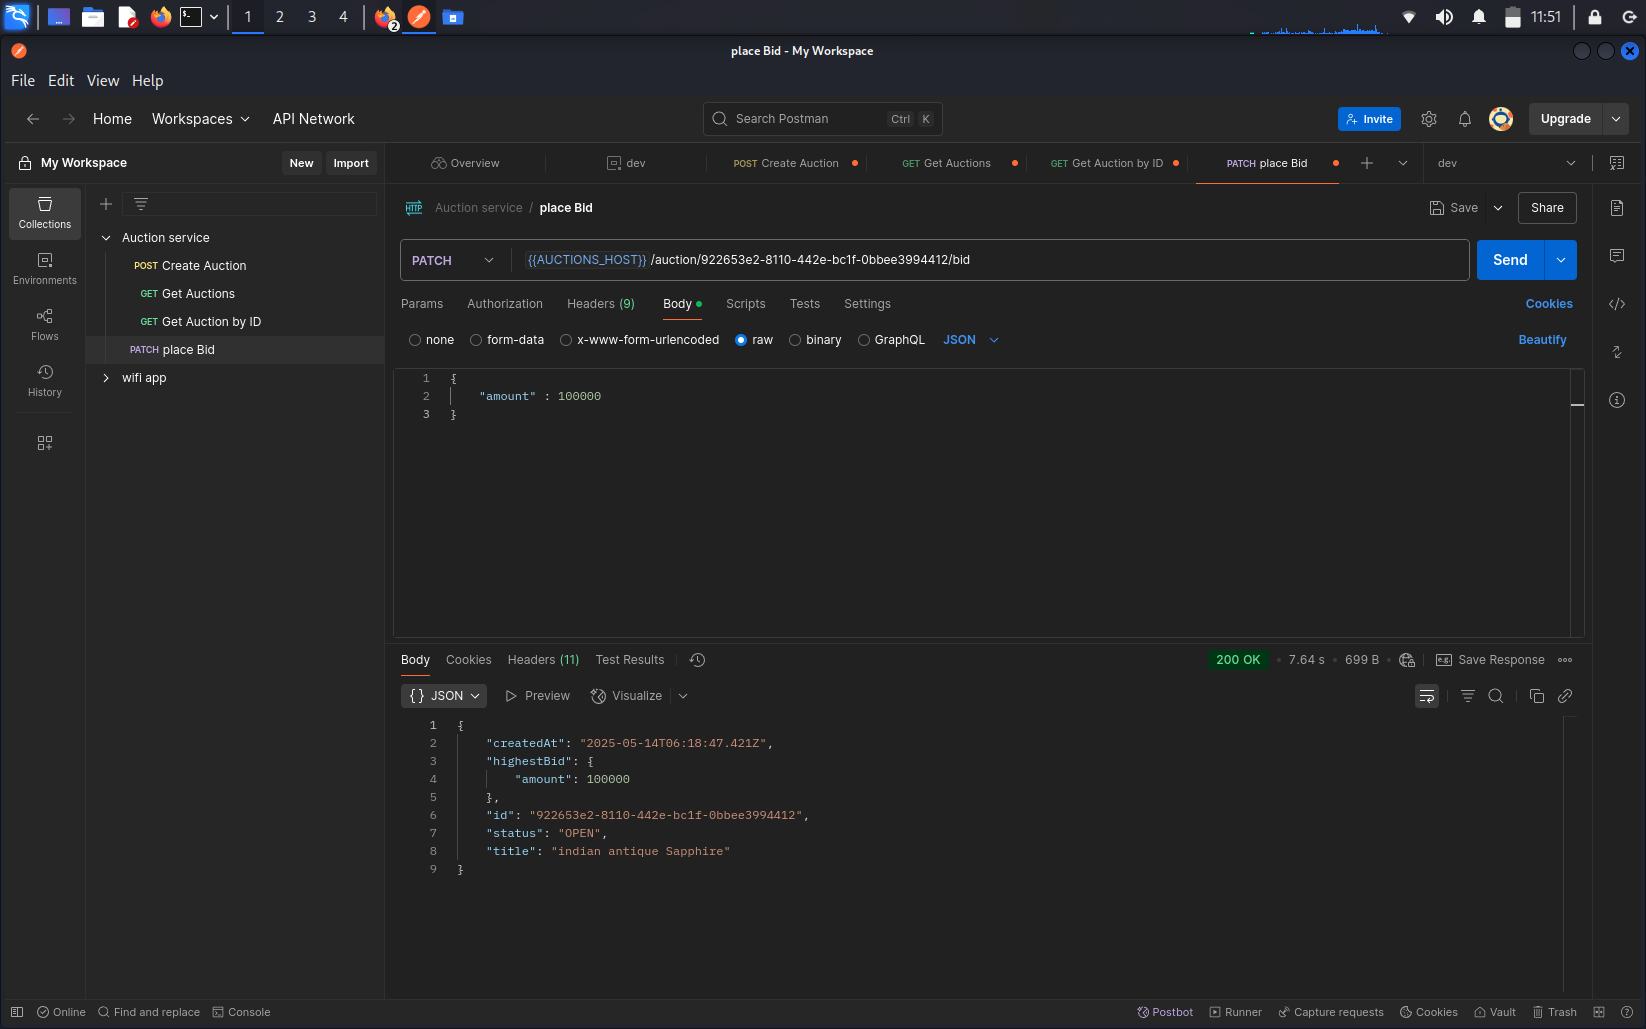 1 2 3 4 2 11:51
place Bid - My Workspace
File Edit View Help
Home Workspaces API Network Search Postman Ctrl K Invite Upgrade
My Workspace New Import Overview dev POST Create Auction GET Get Auctions GET Get Auction by ID PATCH place Bid dev
Collections
Environments
Flows
History
Auction service
POST Create Auction
GET Get Auctions
GET Get Auction by ID
PATCH place Bid
wifi app
HTTP Auction service / place Bid Save Share
PATCH {{AUCTIONS_HOST}} /auction/922653e2-8110-442e-bc1f-0bbee3994412/bid Send
Params Authorization Headers (9) Body Scripts Tests Settings Cookies
none form-data x-www-form-urlencoded raw binary GraphQL JSON Beautify
1 {
2 "amount" : 100000
3 }
Body Cookies Headers (11) Test Results 200 OK 7.64 s 699 B e.g. Save Response
{} JSON Preview Visualize
1 {
2 "createdAt": "2025-05-14T06:18:47.421Z",
3 "highestBid": {
4 "amount": 100000
5 },
6 "id": "922653e2-8110-442e-bc1f-0bbee3994412",
7 "status": "OPEN",
8 "title": "indian antique Sapphire"
9 }
Online Find and replace Console Postbot Runner Capture requests Cookies Vault Trash